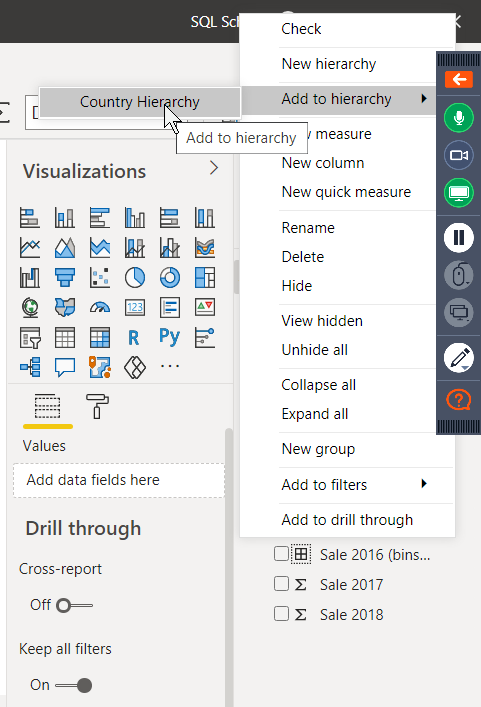 SQL Sc
Check
New hierarchy
Add to hierarchy
Country Hierarchy
Add to hierarchy
measure
New column
New quick measure
Rename
Delete
Hide
View hidden
Unhide all
Collapse all
Expand all
New group
Add to filters
Add to drill through
Visualizations
123
R
Py
Values
Add data fields here
Drill through
Cross-report
Off
Keep all filters
On
Sale 2016 (bins...
Σ Sale 2017
Σ Sale 2018